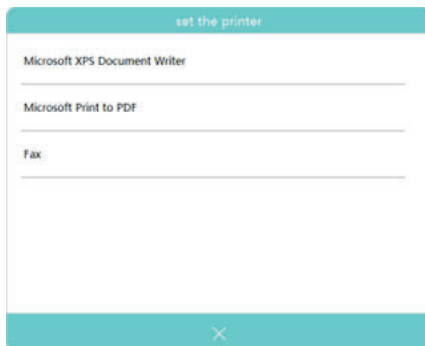 set the printer
Microsoft XPS Document Writer
Microsoft Print to PDF
Fax